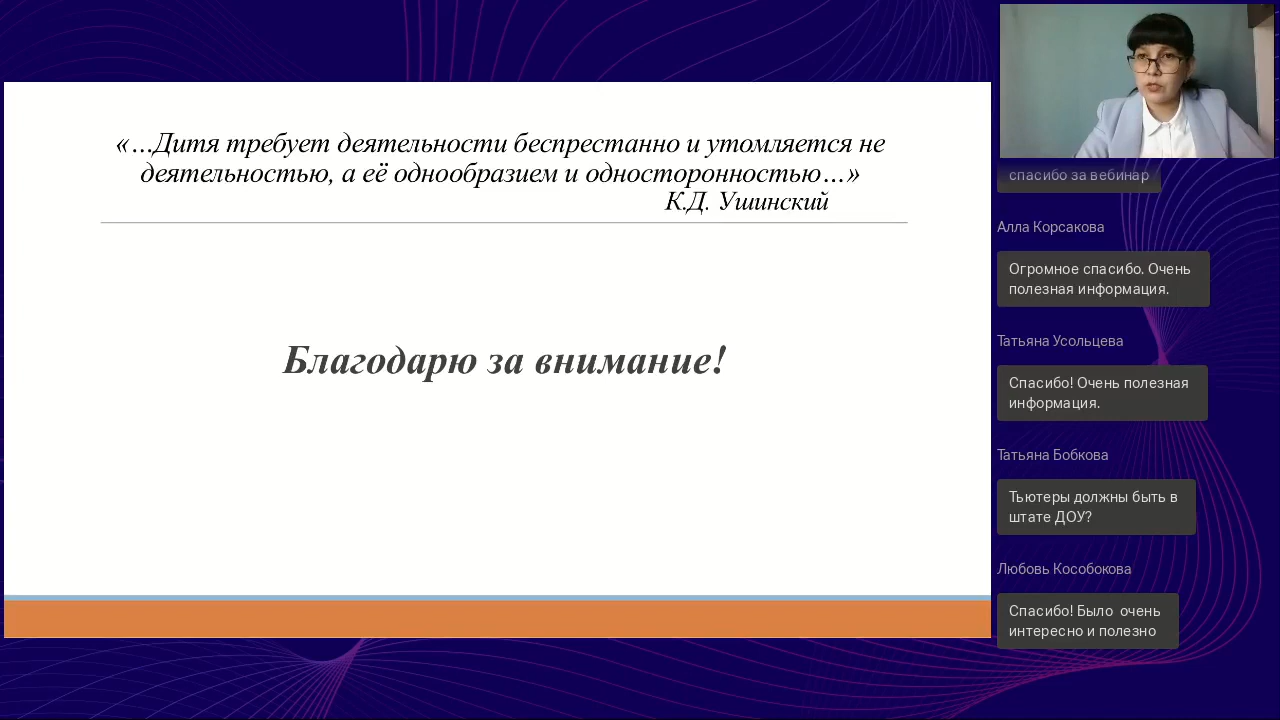 «…Дитя требует деятельности беспрестанно и утомляется не
деятельностью, а её однообразием и односторонностью…»
К.Д. Ушинский
Благодарю за внимание!
спасибо за вебинар
Алла Корсакова
Огромное спасибо. Очень
полезная информация.
Татьяна Усольцева
Спасибо! Очень полезная
информация.
Татьяна Бобкова
Тьютеры должны быть в
штате ДОУ?
Любовь Кособокова
Спасибо! Было очень
интересно и полезно